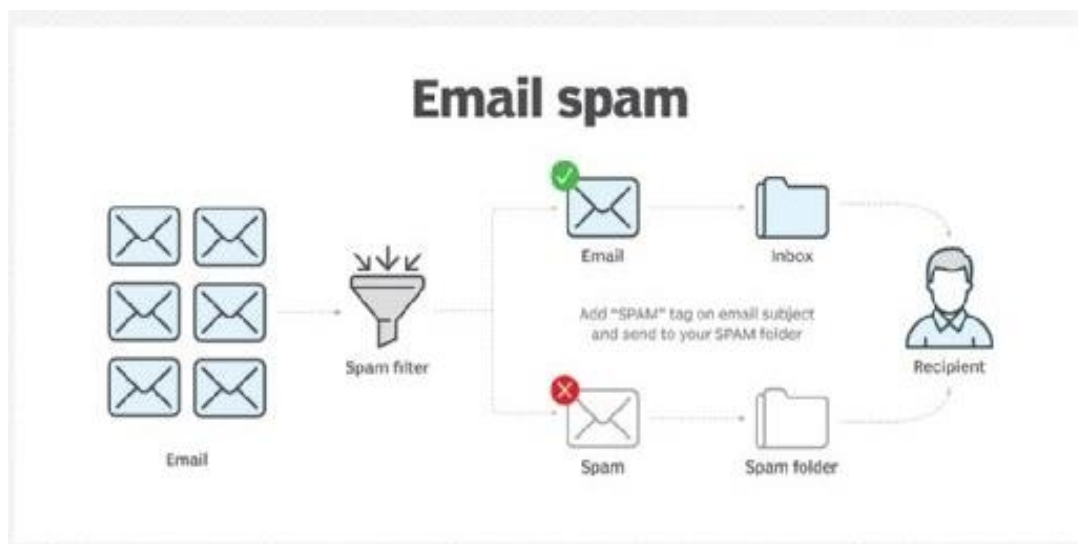 Email spam
Email
Spam filter
Email
Inbox
Add "SPAM" tag on email subject
and send to your SPAM folder
Recipient
Spam
Spam folder